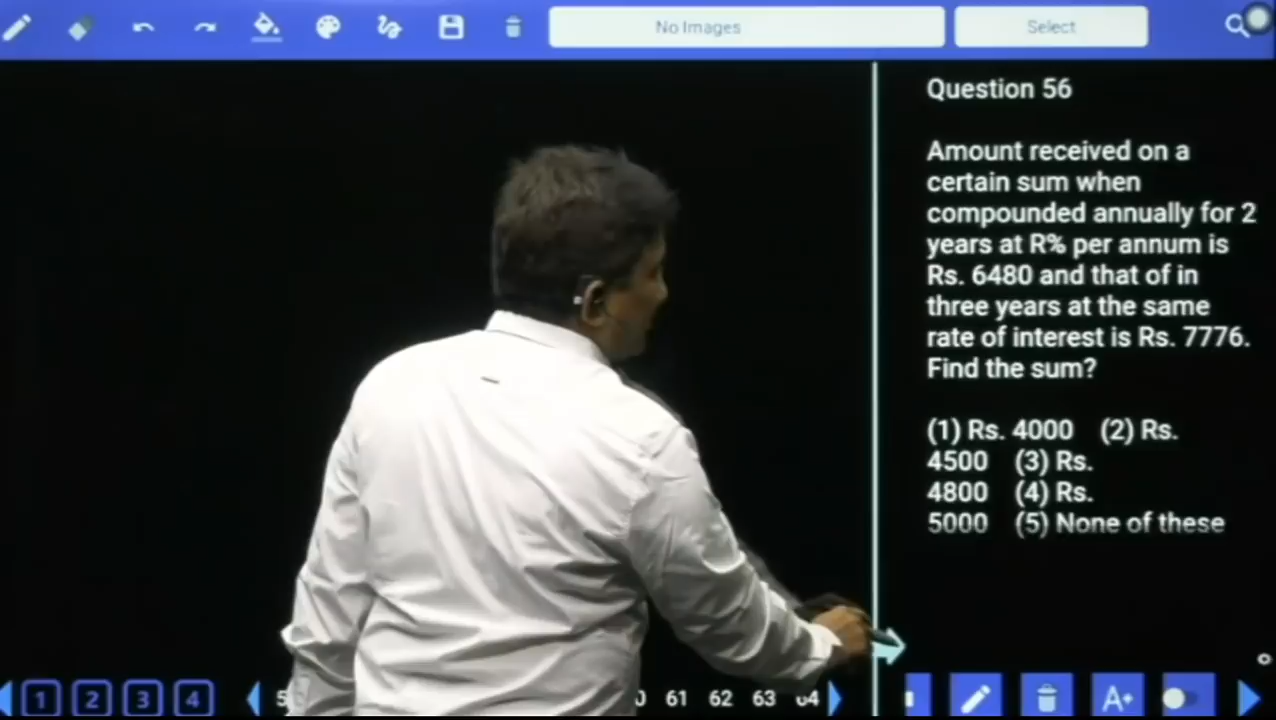 No Images
Select
Question 56
Amount received on a
certain sum when
compounded annually for 2
years at R% per annum is
Rs. 6480 and that of in
three years at the same
rate of interest is Rs. 7776.
Find the sum?
(1) Rs. 4000 (2) Rs.
4500 (3) Rs.
4800 (4) Rs.
5000 (5) None of these
1 2 3 4
61 62 63 64
A+